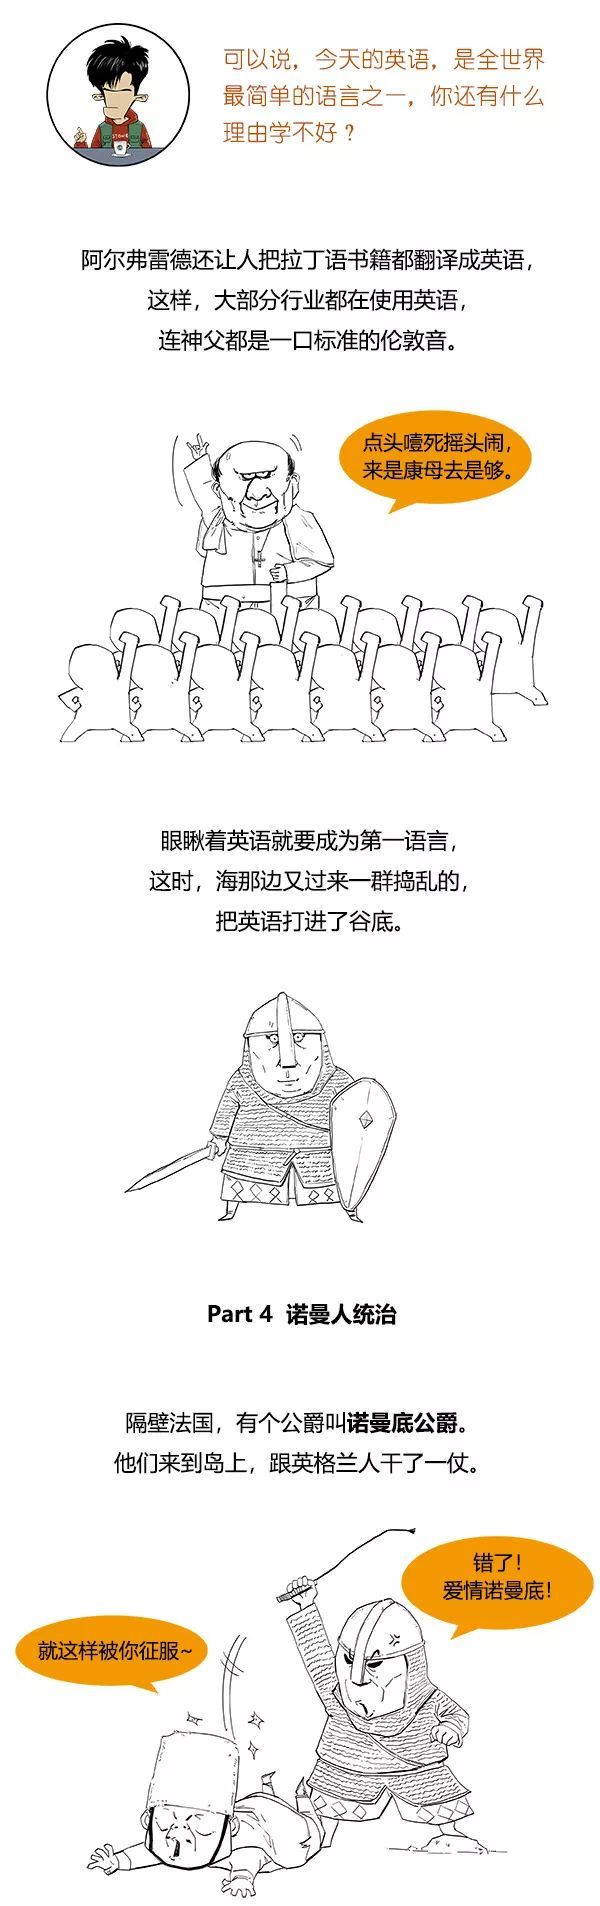 可以说，今天的英语，是全世界
最简单的语言之一，你还有什么
理由学不好？
阿尔弗雷德还让人把拉丁语书籍都翻译成英语，
这样，大部分行业都在使用英语，
连神父都是一口标准的伦敦音。
点头噎死摇头闹，
来是康母去是够。
眼瞅着英语就要成为第一语言，
这时，海那边又过来一群捣乱的，
把英语打进了谷底。
Part 4 诺曼人统治
隔壁法国，有个公爵叫诺曼底公爵。
他们来到岛上，跟英格兰人干了一仗。
错了！
爱情诺曼底！
就这样被你征服~